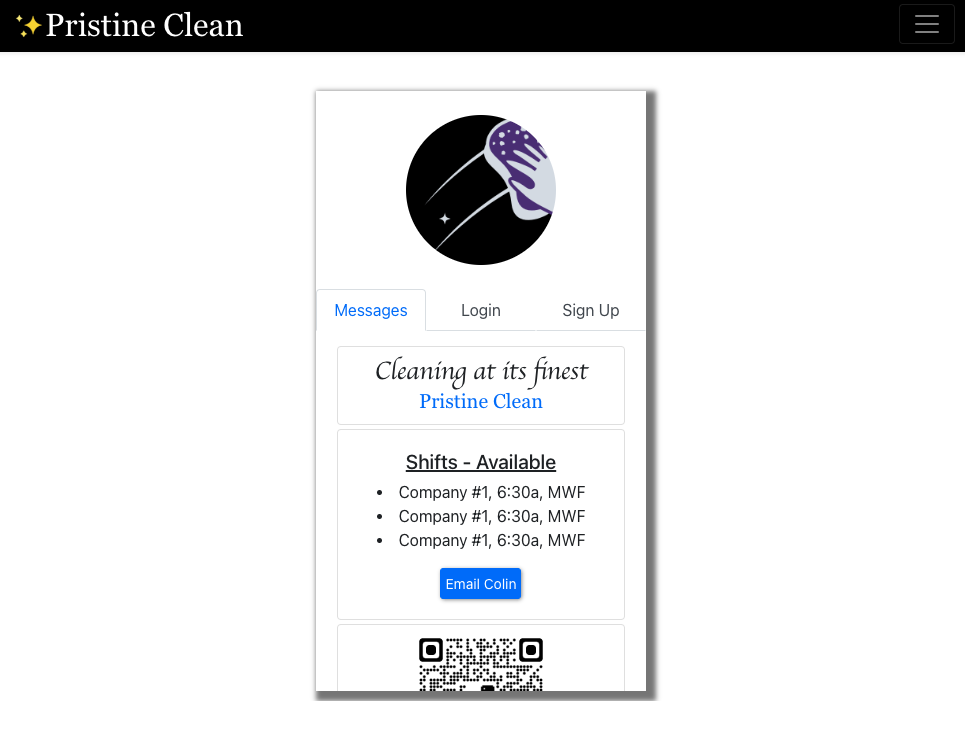 ✨Pristine Clean
Messages Login Sign Up
Cleaning at its finest
Pristine Clean
Shifts - Available
• Company #1, 6:30a, MWF
• Company #1, 6:30a, MWF
• Company #1, 6:30a, MWF
Email Colin